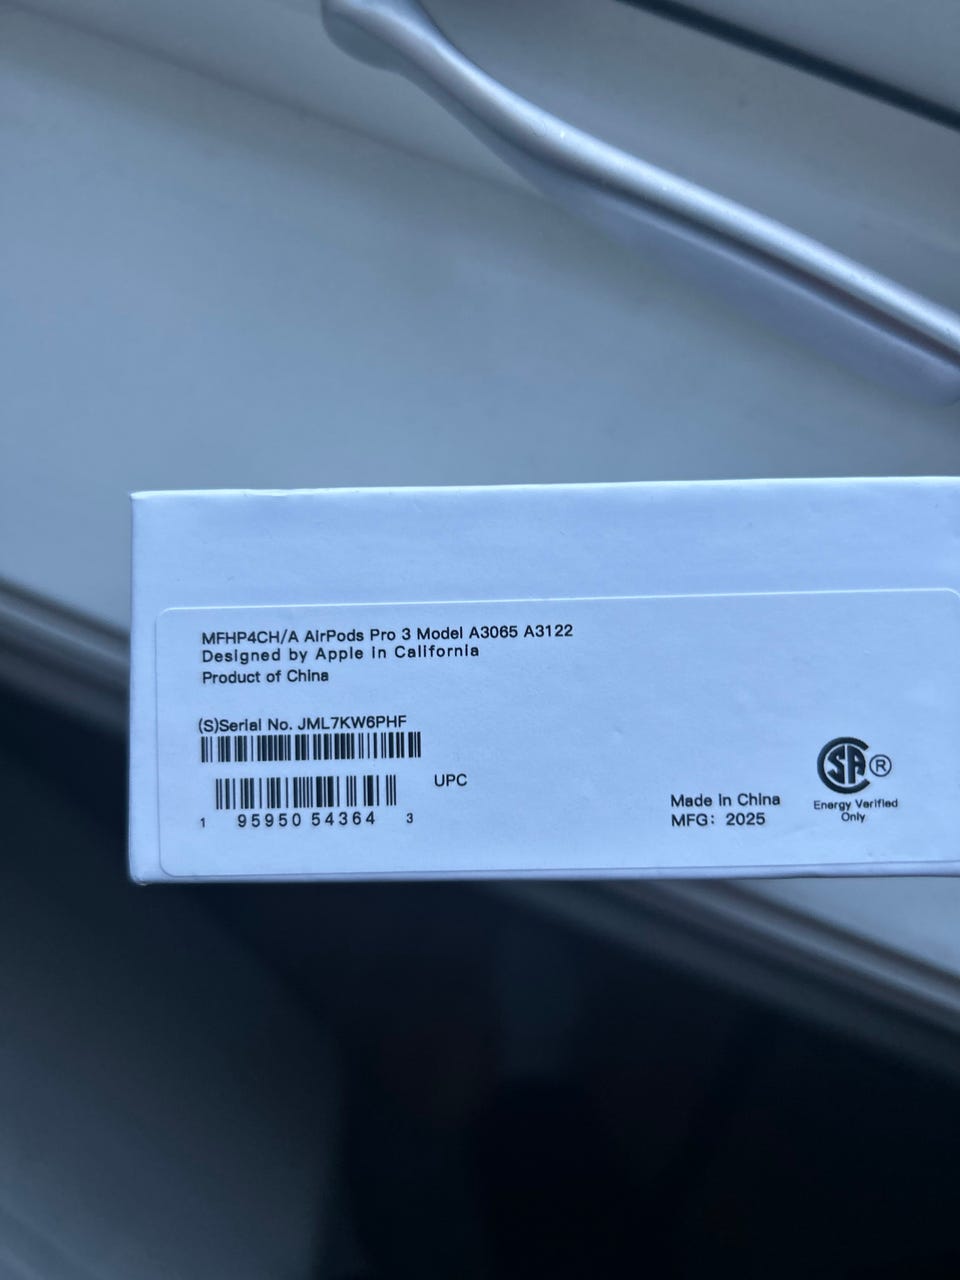 MFHP4CH/A AirPods Pro 3 Model A3065 A3122
Designed by Apple in California
Product of China
(S)Serial No. JML7KW6PHF
UPC
1 95950 54364 3
Made In China
MFG: 2025
SA ®
Energy Verified
Only